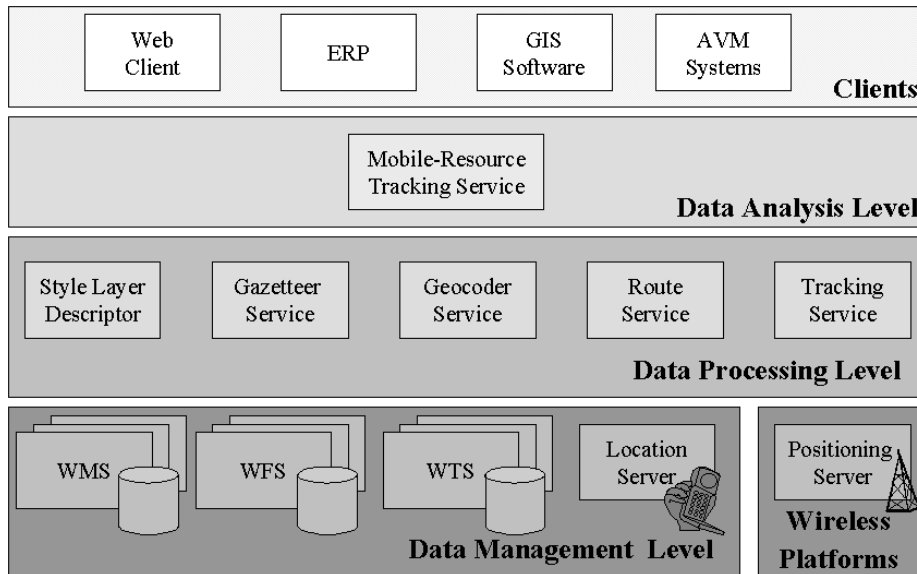 Web
Client
ERP
GIS
Software
AVM
Systems
Clients
Mobile-Resource
Tracking Service
Data Analysis Level
Style Layer
Descriptor
Gazetteer
Service
Geocoder
Service
Route
Service
Tracking
Service
Data Processing Level
WMS
WFS
WTS
Location
Server
Data Management Level
Positioning
Server
Wireless
Platforms